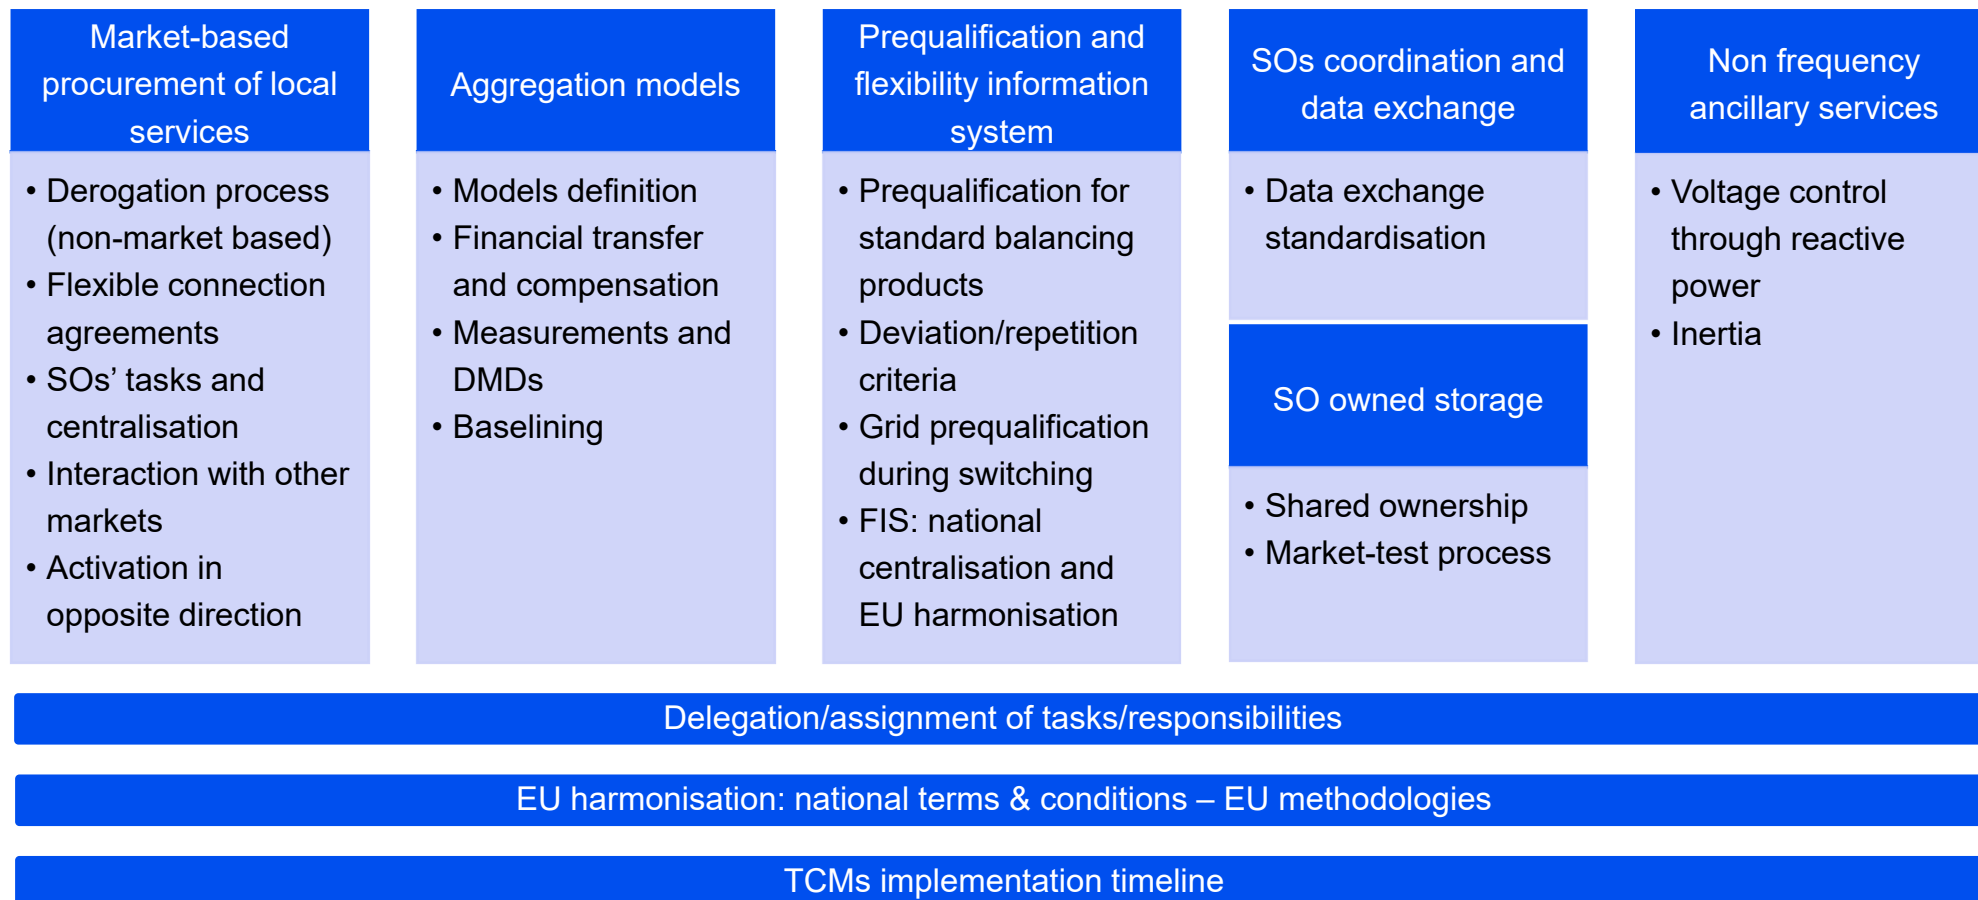 Market-based
procurement of local
services
• Derogation process
(non-market based)
• Flexible connection
agreements
• SOs’ tasks and
centralisation
• Interaction with other
markets
• Activation in
opposite direction
Aggregation models
• Models definition
• Financial transfer
and compensation
• Measurements and
DMDs
• Baselining
Prequalification and
flexibility information
system
• Prequalification for
standard balancing
products
• Deviation/repetition
criteria
• Grid prequalification
during switching
• FIS: national
centralisation and
EU harmonisation
SOs coordination and
data exchange
• Data exchange
standardisation
SO owned storage
• Shared ownership
• Market-test process
Non frequency
ancillary services
• Voltage control
through reactive
power
• Inertia
Delegation/assignment of tasks/responsibilities
EU harmonisation: national terms & conditions – EU methodologies
TCMs implementation timeline